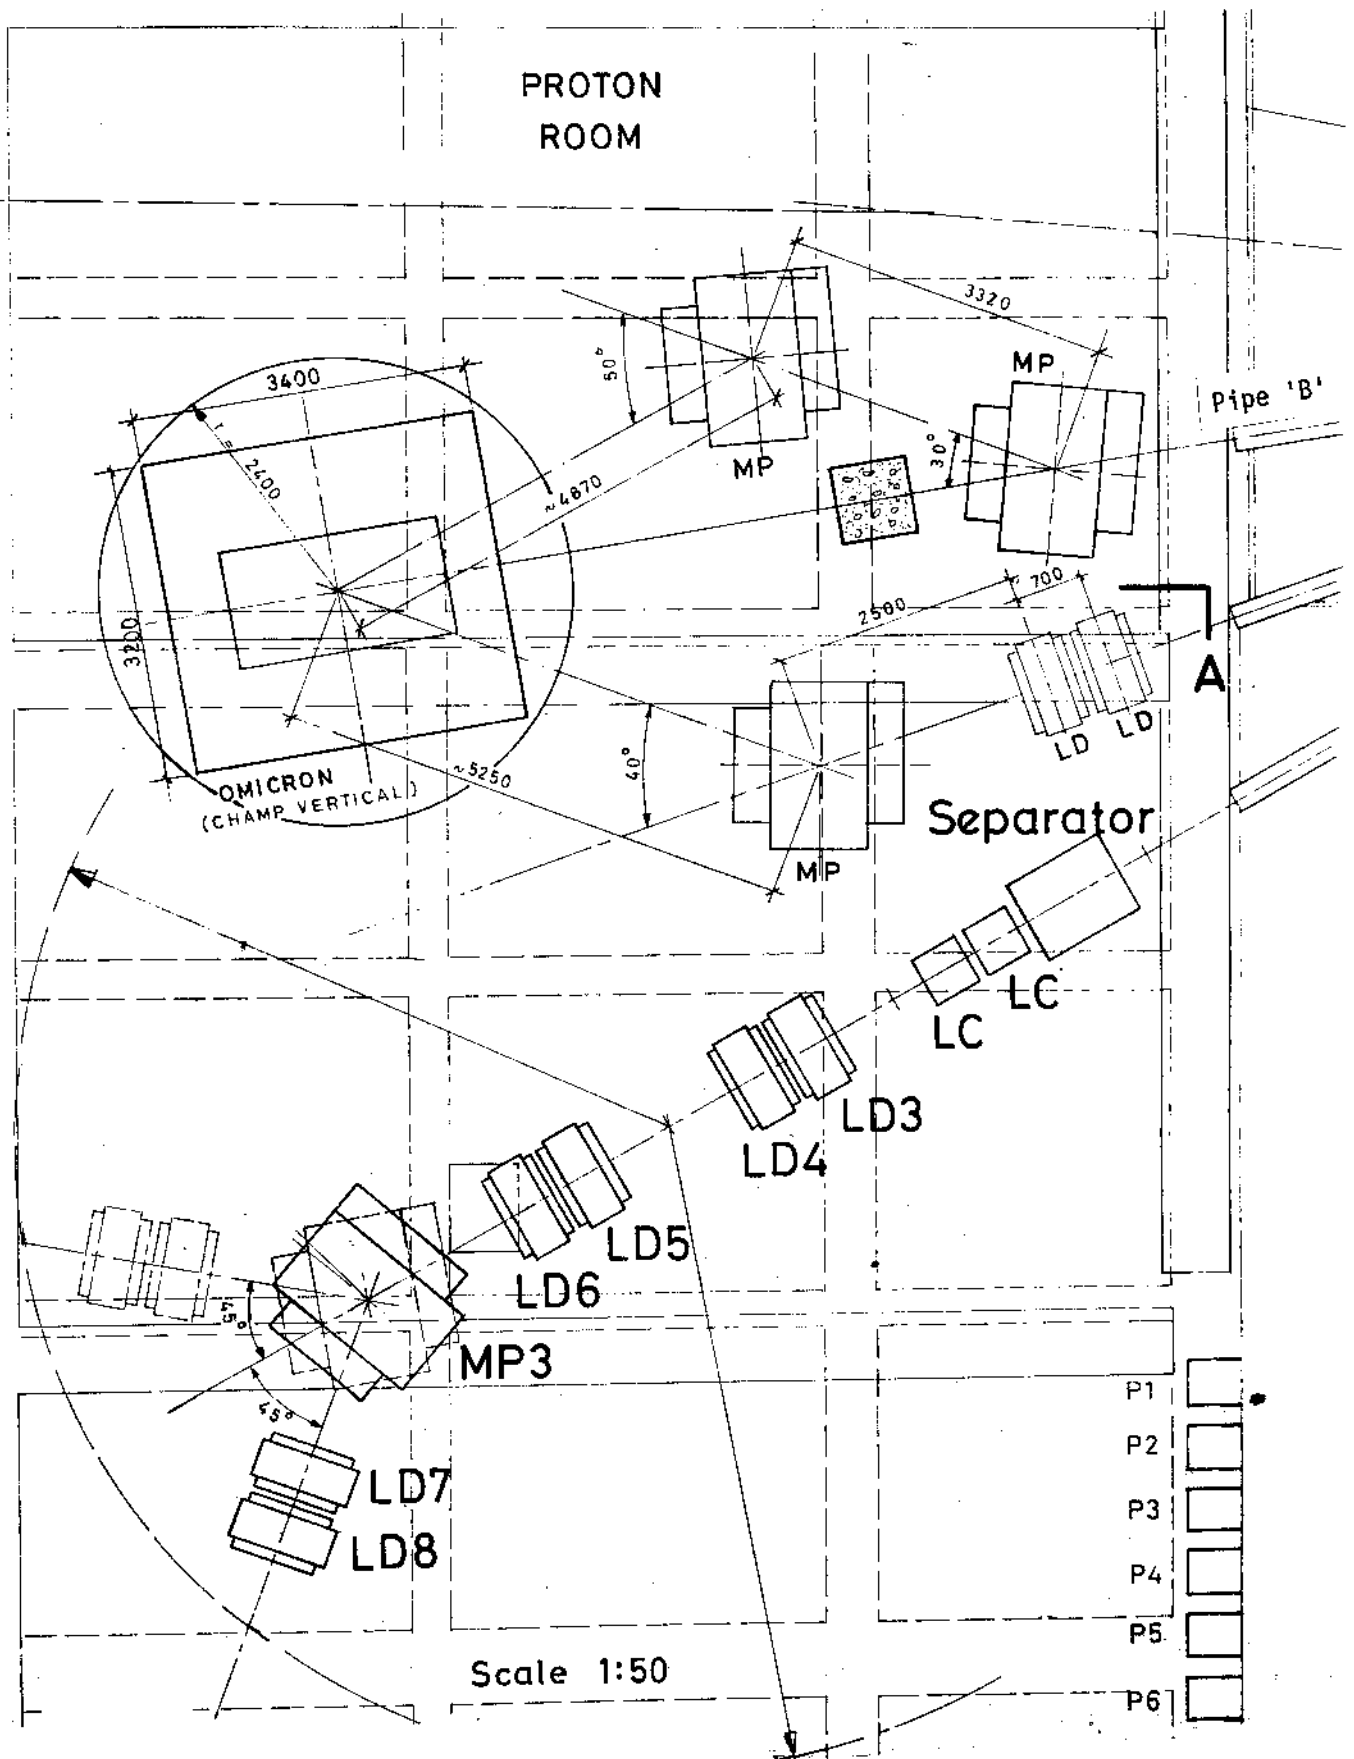 PROTON
ROOM
3320
MP
Pipe 'B'
50°
3400
MP
30°
r = 2400
~4870
700
2500
A
3200
LD
LD
40°
~5250
OMICRON
(CHAMP VERTICAL)
Separator
MP
LC
LC
LD3
LD4
LD5
LD6
45°
MP3
45°
LD7
LD8
P1
P2
P3
P4
P5
P6
Scale 1:50